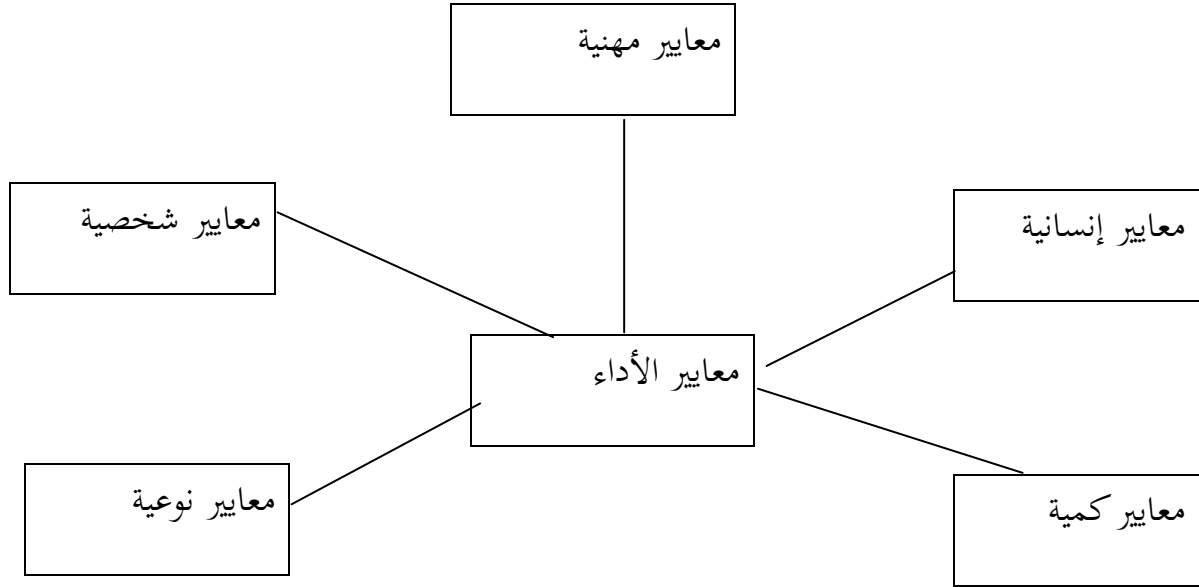 معايير مهنية
معايير إنسانية
معايير شخصية
معايير الأداء
معايير كمية
معايير نوعية